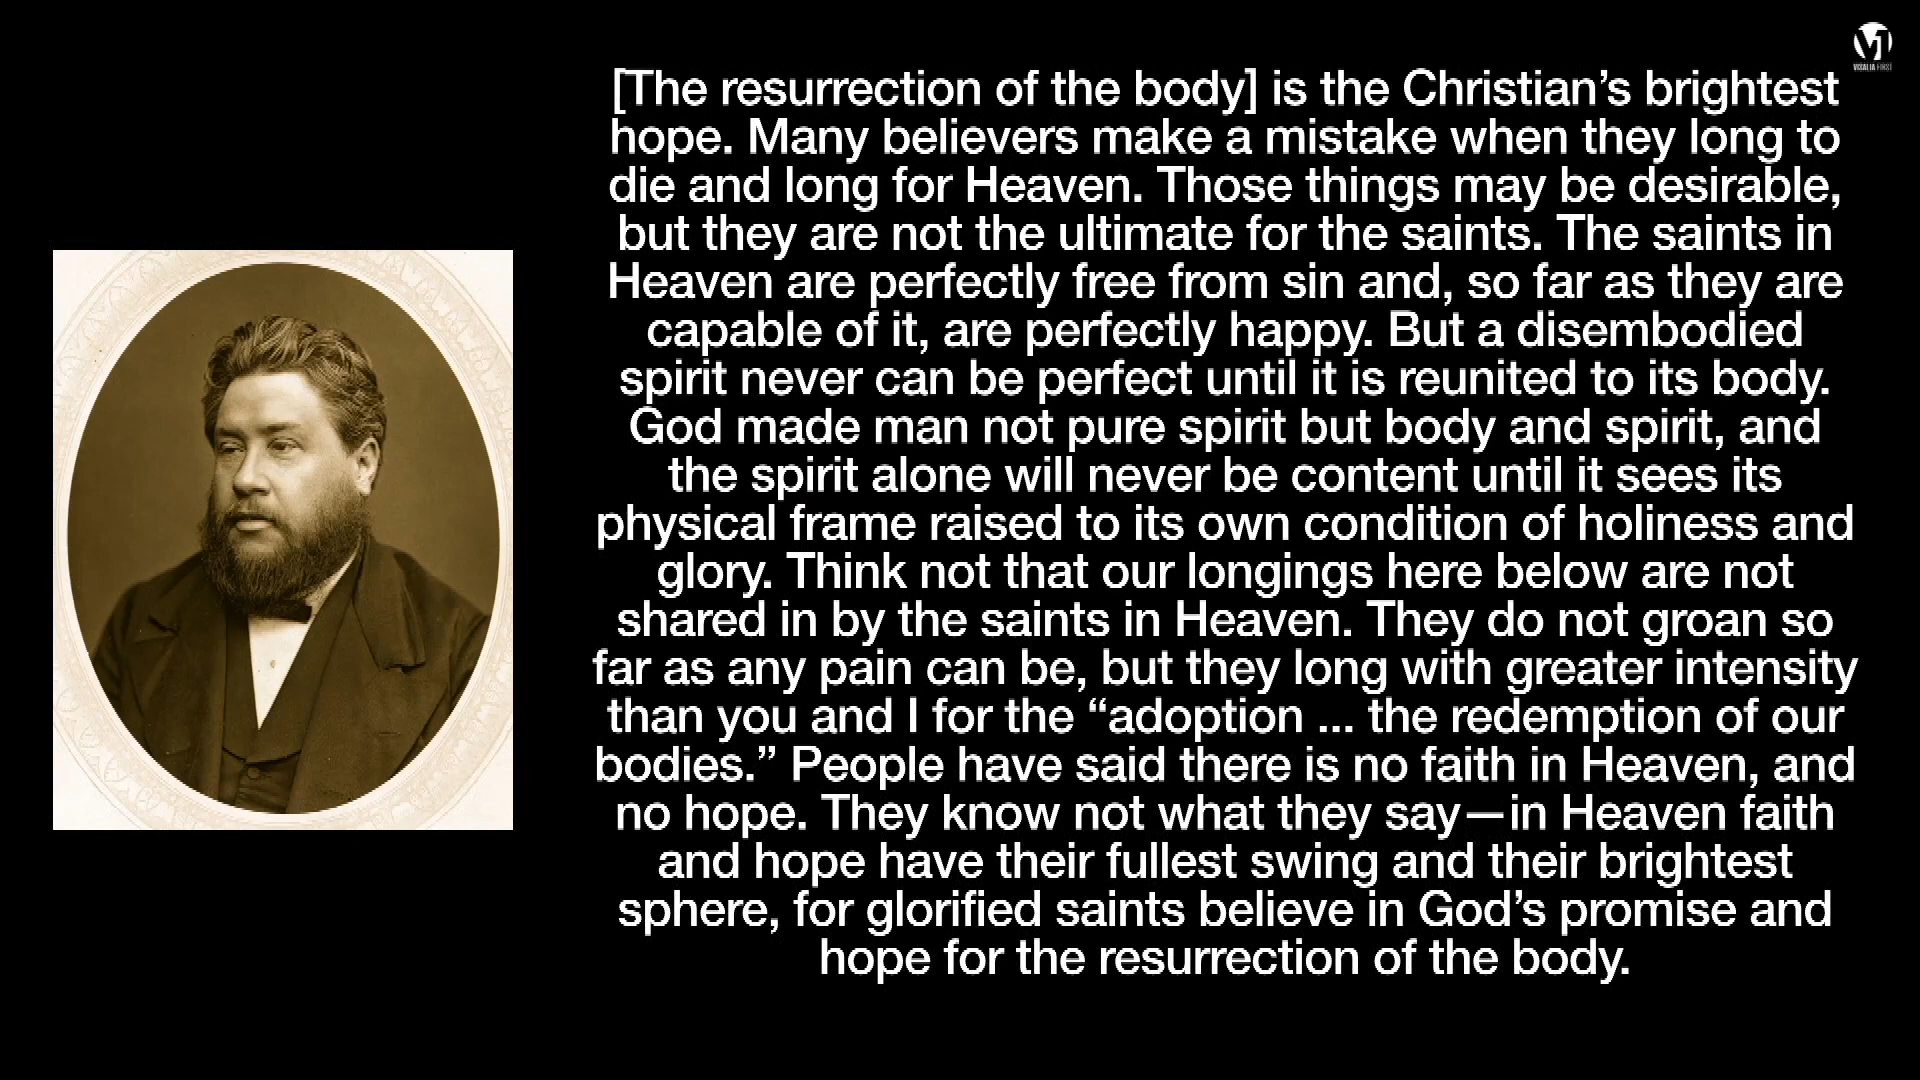 [The resurrection of the body] is the Christian’s brightest
hope. Many believers make a mistake when they long to
die and long for Heaven. Those things may be desirable,
but they are not the ultimate for the saints. The saints in
Heaven are perfectly free from sin and, so far as they are
capable of it, are perfectly happy. But a disembodied
spirit never can be perfect until it is reunited to its body.
God made man not pure spirit but body and spirit, and
the spirit alone will never be content until it sees its
physical frame raised to its own condition of holiness and
glory. Think not that our longings here below are not
shared in by the saints in Heaven. They do not groan so
far as any pain can be, but they long with greater intensity
than you and I for the “adoption ... the redemption of our
bodies.” People have said there is no faith in Heaven, and
no hope. They know not what they say—in Heaven faith
and hope have their fullest swing and their brightest
sphere, for glorified saints believe in God’s promise and
hope for the resurrection of the body.
V1
VISALIA FIRST